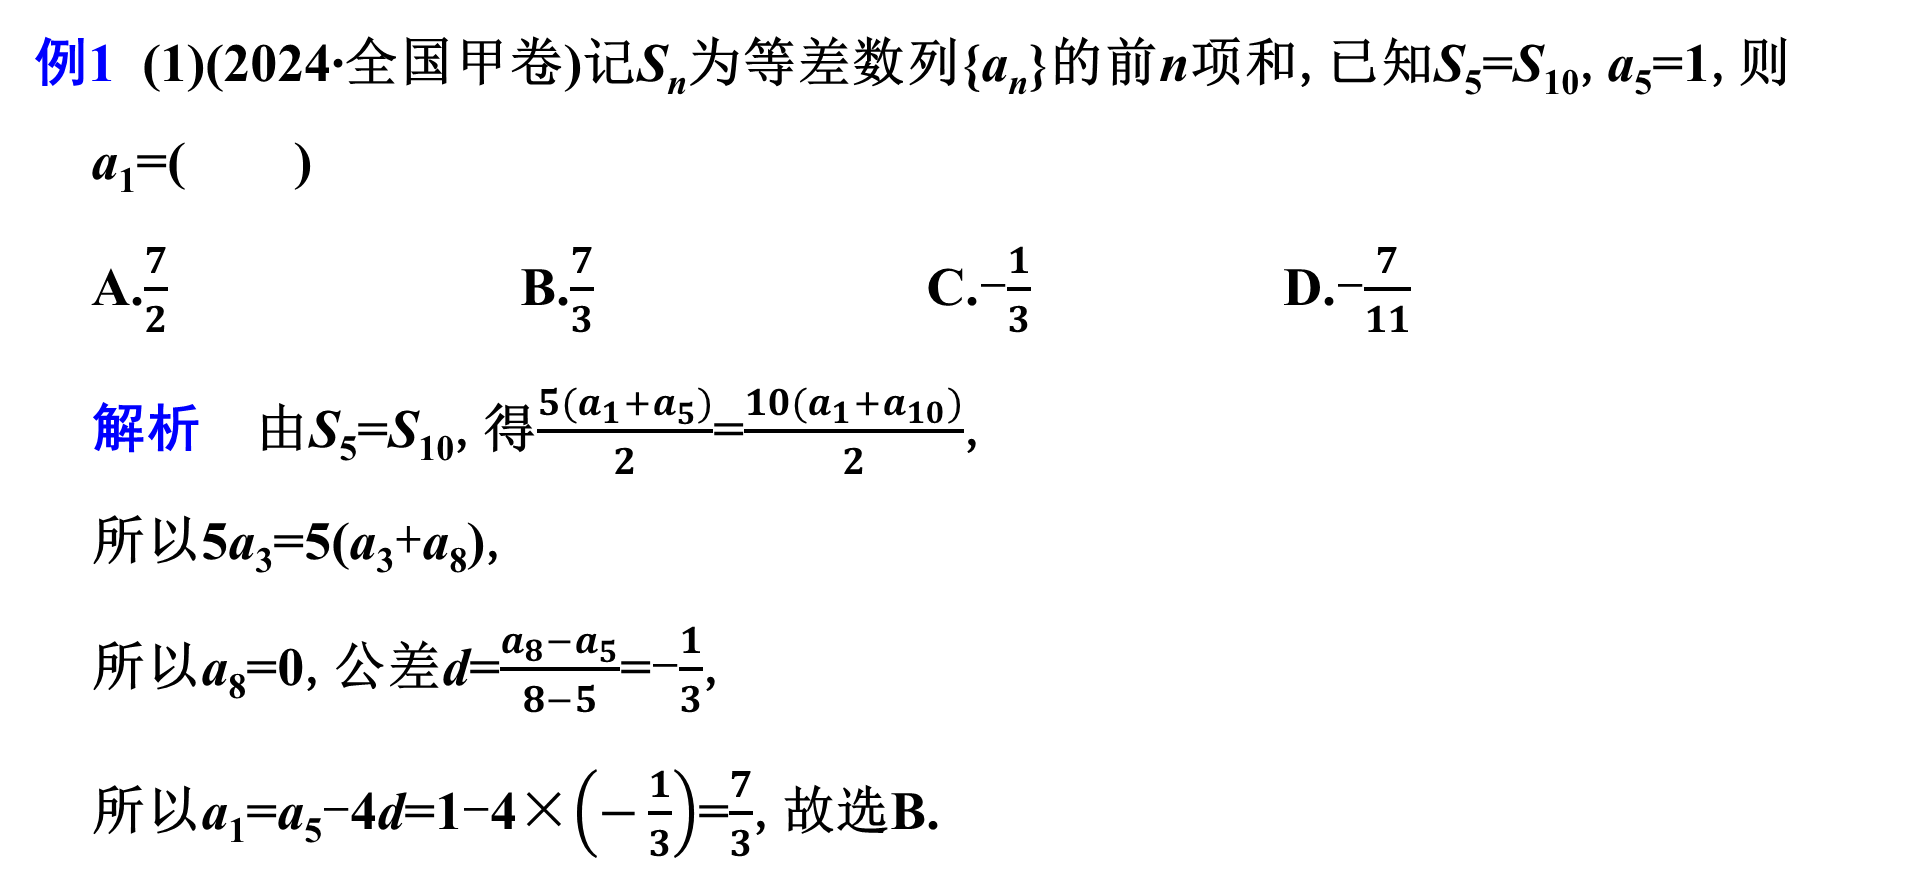 例1 (1)(2024·全国甲卷)记Sₙ为等差数列{aₙ}的前n项和, 已知S₅=S₁₀, a₅=1, 则
a₁=(  )
A.7/2 B.7/3 C.−1/3 D.−7/11
解析 由S₅=S₁₀, 得5(a₁+a₅)/2=10(a₁+a₁₀)/2,
所以5a₃=5(a₃+a₈),
所以a₈=0, 公差d=(a₈−a₅)/(8−5)=−1/3,
所以a₁=a₅−4d=1−4×(−1/3)=7/3, 故选B.